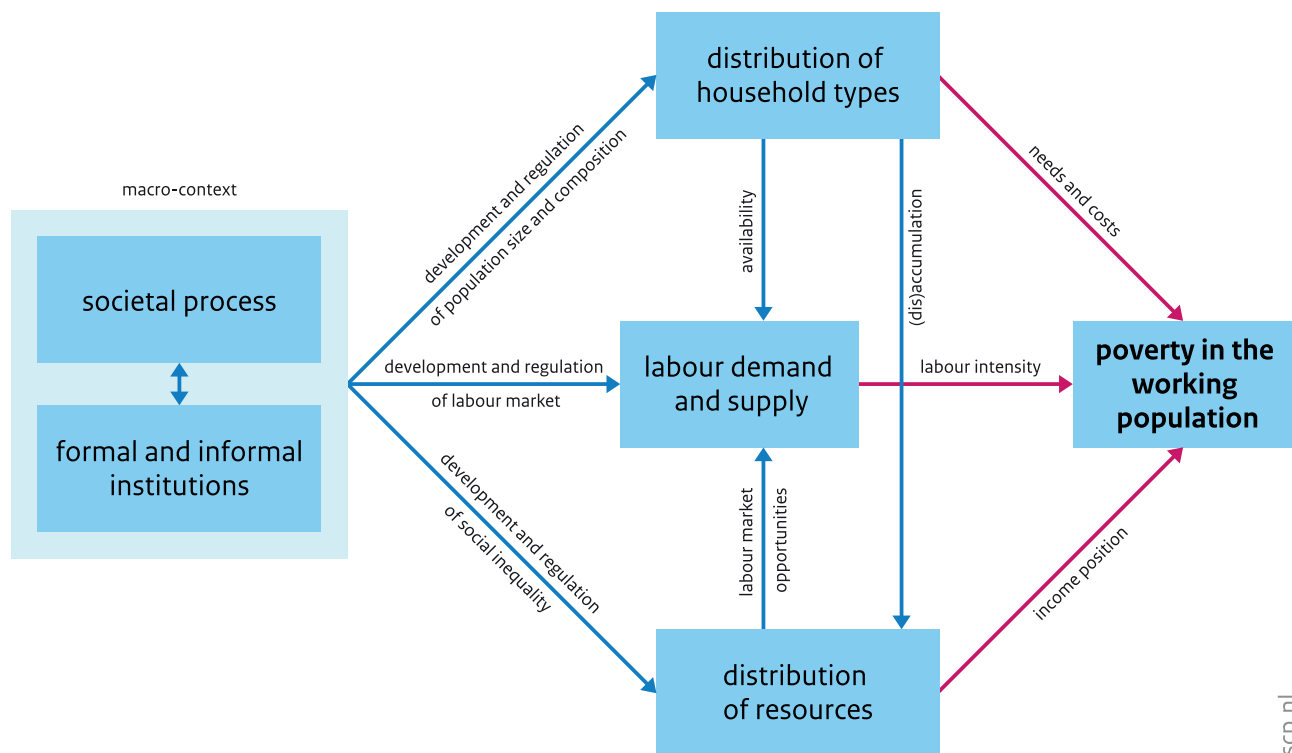 distribution of
household types
development and regulation
of population size and composition
needs and costs
macro-context
availability
(dis)accumulation
societal process
labour demand
and supply
development and regulation
of labour market
labour intensity
poverty in the
working
population
formal and informal
institutions
development and regulation
of social inequality
labour market
opportunities
income position
distribution
of resources
scp.nl